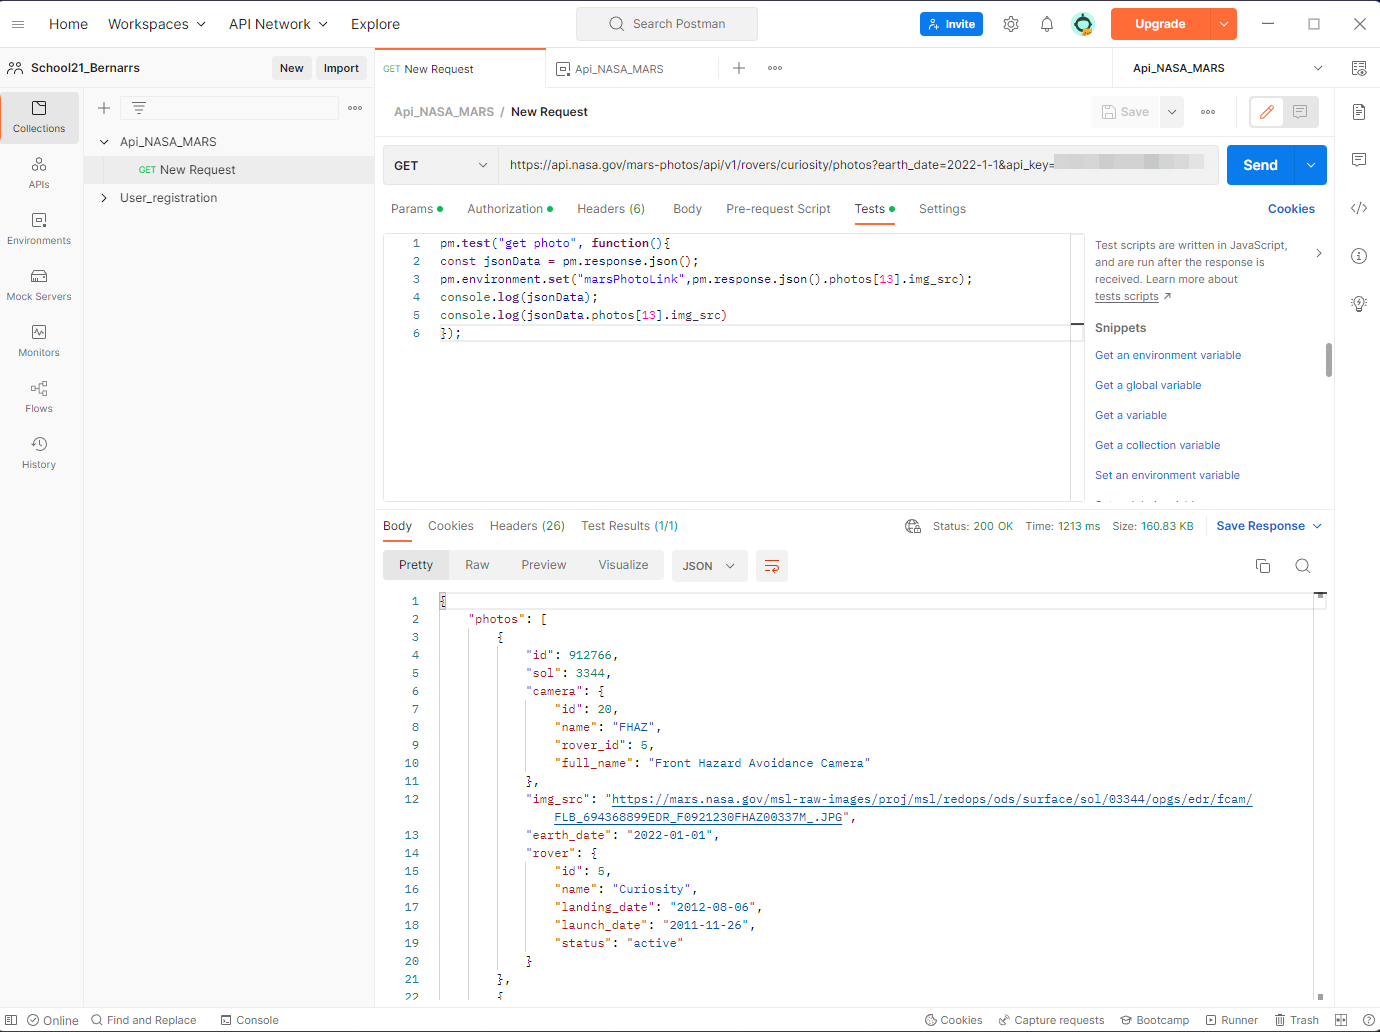 Home Workspaces API Network Explore Search Postman Invite Upgrade
School21_Bernarrs New Import GET New Request Api_NASA_MARS Api_NASA_MARS
Collections
APIs
Environments
Mock Servers
Monitors
Flows
History
Api_NASA_MARS
GET New Request
User_registration
Api_NASA_MARS / New Request Save
GET https://api.nasa.gov/mars-photos/api/v1/rovers/curiosity/photos?earth_date=2022-1-1&api_key= Send
Params Authorization Headers (6) Body Pre-request Script Tests Settings Cookies
1 pm.test("get photo", function(){
2 const jsonData = pm.response.json();
3 pm.environment.set("marsPhotoLink",pm.response.json().photos[13].img_src);
4 console.log(jsonData);
5 console.log(jsonData.photos[13].img_src)
6 });
Test scripts are written in JavaScript,
and are run after the response is
received. Learn more about
tests scripts
Snippets
Get an environment variable
Get a global variable
Get a variable
Get a collection variable
Set an environment variable
Body Cookies Headers (26) Test Results (1/1) Status: 200 OK Time: 1213 ms Size: 160.83 KB Save Response
Pretty Raw Preview Visualize JSON
1 {
2 "photos": [
3 {
4 "id": 912766,
5 "sol": 3344,
6 "camera": {
7 "id": 20,
8 "name": "FHAZ",
9 "rover_id": 5,
10 "full_name": "Front Hazard Avoidance Camera"
11 },
12 "img_src": "https://mars.nasa.gov/msl-raw-images/proj/msl/redops/ods/surface/sol/03344/opgs/edr/fcam/
FLB_694368899EDR_F0921230FHAZ00337M_.JPG",
13 "earth_date": "2022-01-01",
14 "rover": {
15 "id": 5,
16 "name": "Curiosity",
17 "landing_date": "2012-08-06",
18 "launch_date": "2011-11-26",
19 "status": "active"
20 }
21 },
22 {
Online Find and Replace Console Cookies Capture requests Bootcamp Runner Trash